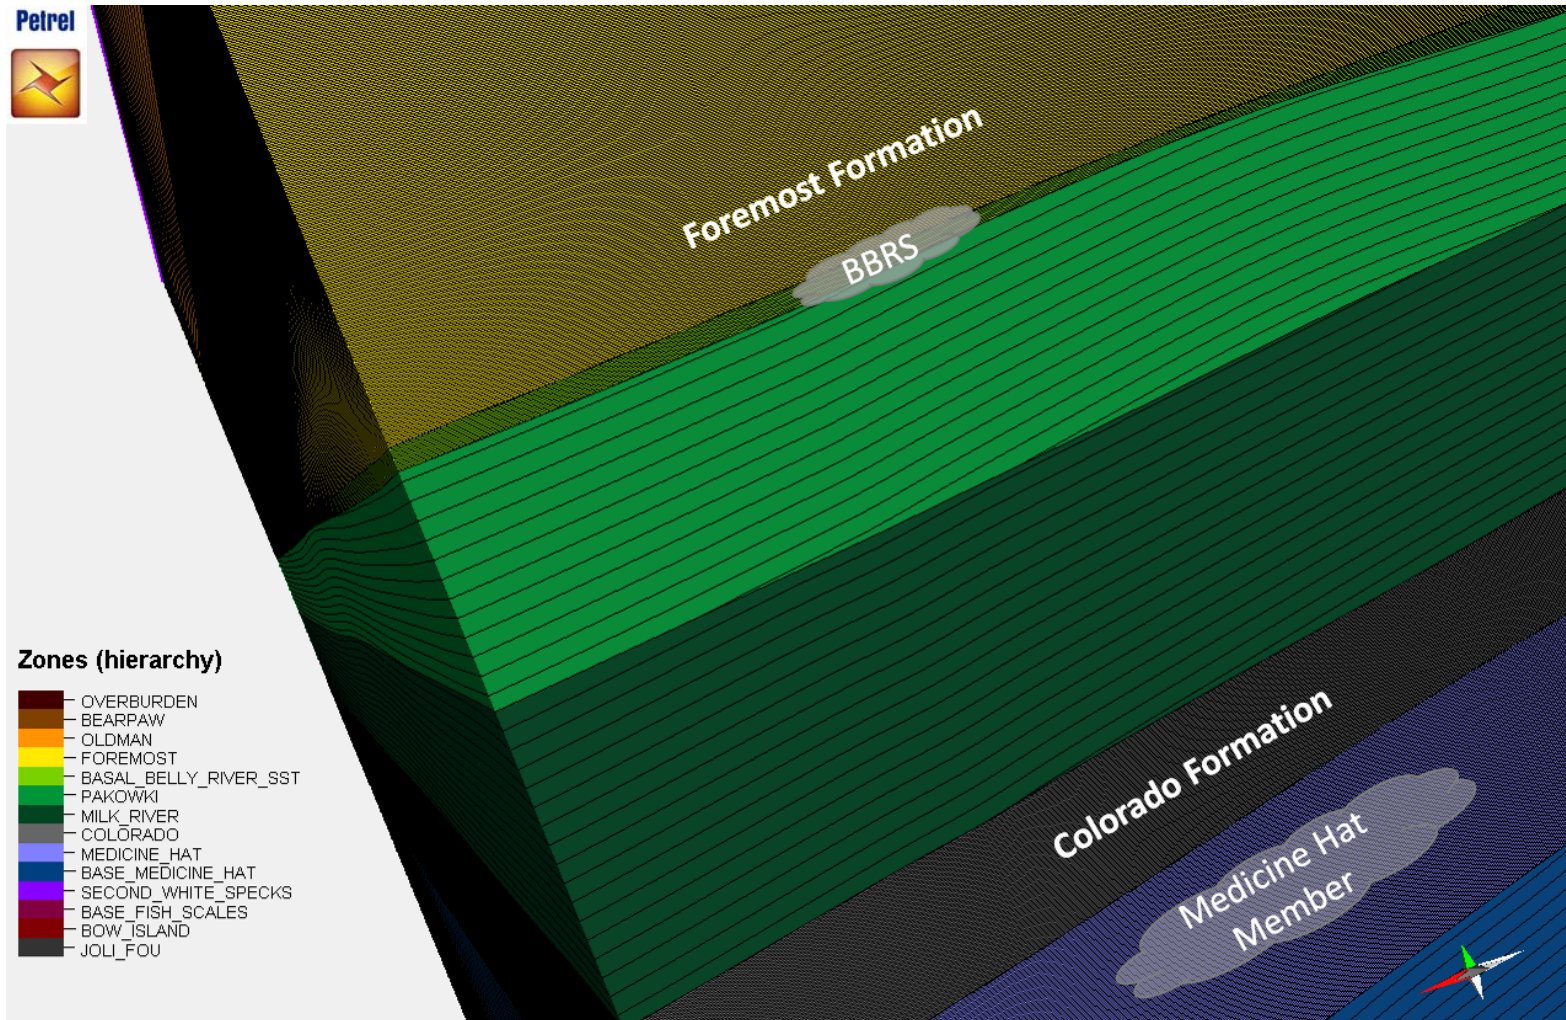 Petrel
Foremost Formation
BBRS
Colorado Formation
Medicine Hat
Member
Zones (hierarchy)
OVERBURDEN
BEARPAW
OLDMAN
FOREMOST
BASAL_BELLY_RIVER_SST
PAKOWKI
MILK_RIVER
COLORADO
MEDICINE_HAT
BASE_MEDICINE_HAT
SECOND_WHITE_SPECKS
BASE_FISH_SCALES
BOW_ISLAND
JOLI_FOU